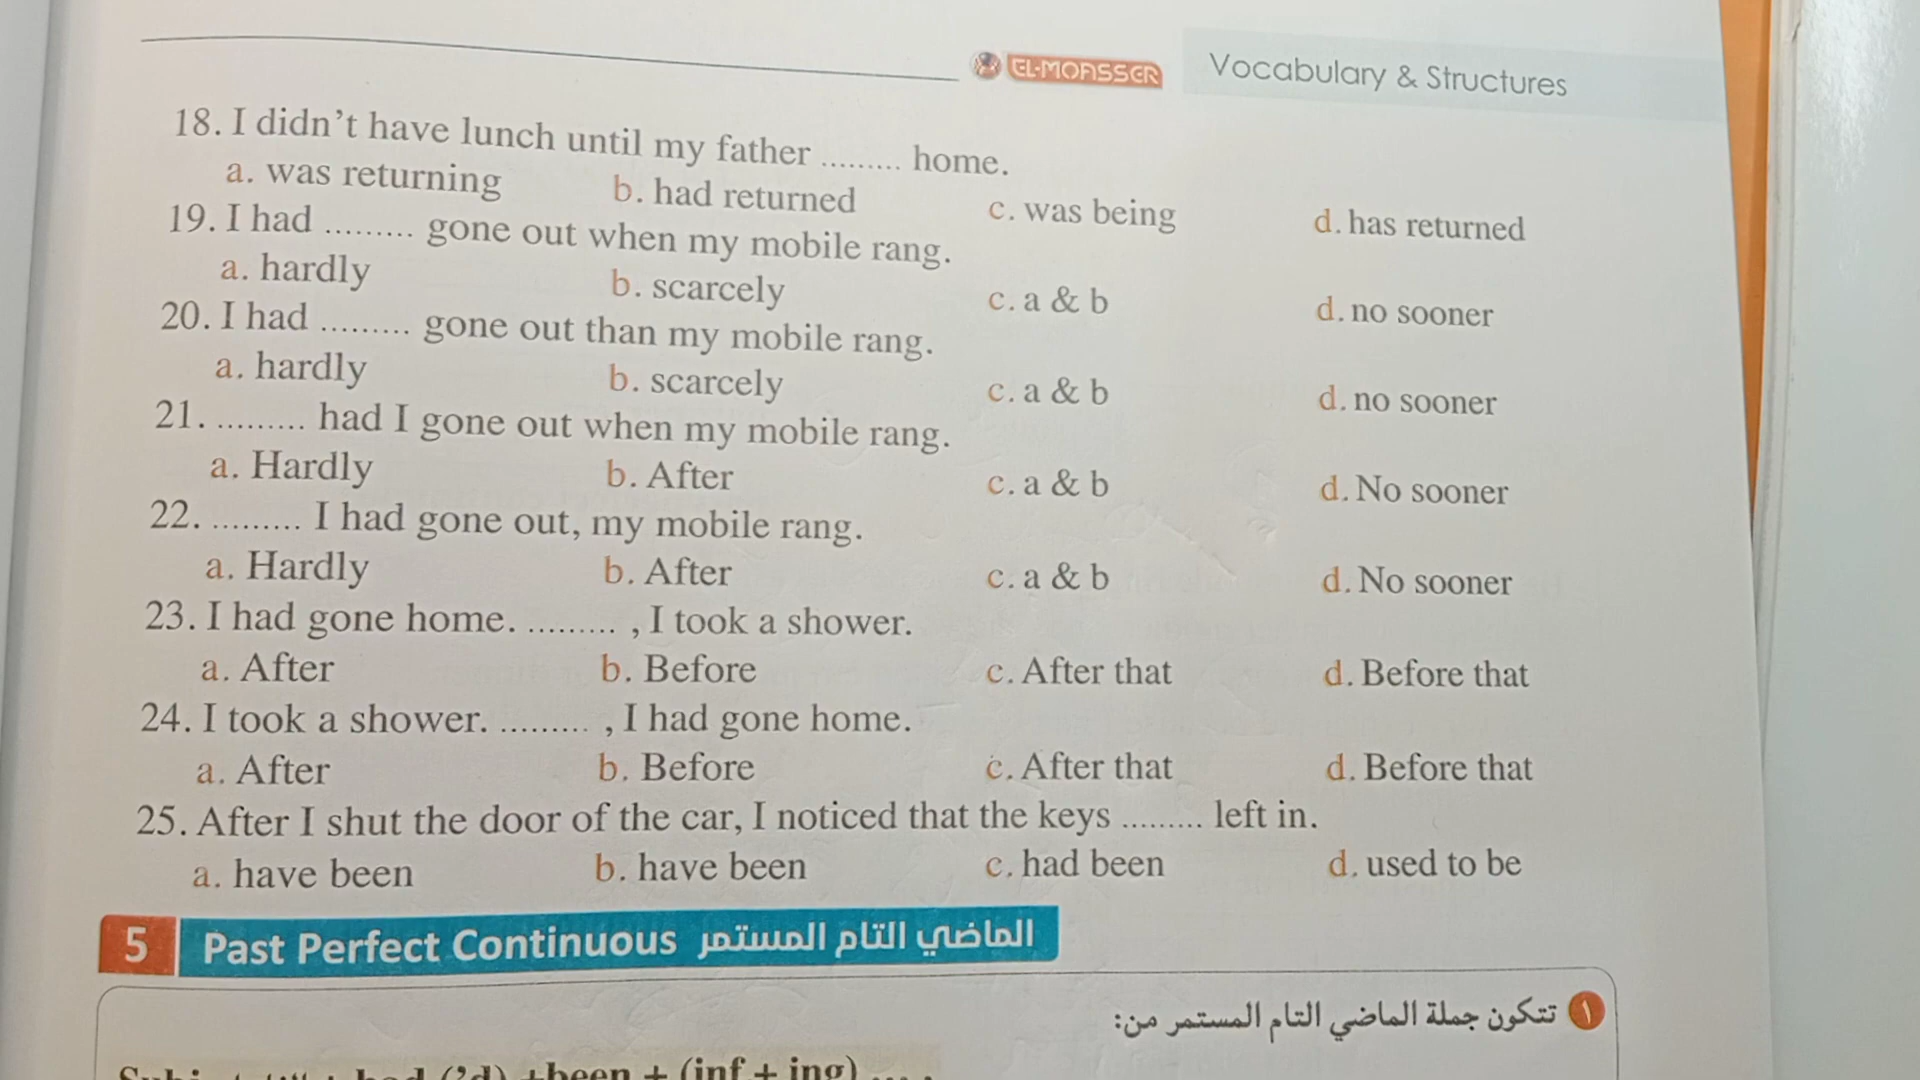 EL-MOASSER Vocabulary & Structures
18. I didn't have lunch until my father ......... home.
a. was returning b. had returned c. was being d. has returned
19. I had ......... gone out when my mobile rang.
a. hardly b. scarcely c. a & b d. no sooner
20. I had ......... gone out than my mobile rang.
a. hardly b. scarcely c. a & b d. no sooner
21. ......... had I gone out when my mobile rang.
a. Hardly b. After c. a & b d. No sooner
22. ......... I had gone out, my mobile rang.
a. Hardly b. After c. a & b d. No sooner
23. I had gone home. ......... , I took a shower.
a. After b. Before c. After that d. Before that
24. I took a shower. ......... , I had gone home.
a. After b. Before c. After that d. Before that
25. After I shut the door of the car, I noticed that the keys ......... left in.
a. have been b. have been c. had been d. used to be
5 Past Perfect Continuous الماضي التام المستمر
١ تتكون جملة الماضي التام المستمر من:
had ('d) +been + (inf + ing) ....